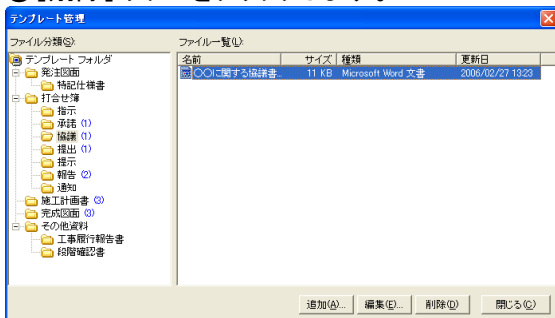 テンプレート管理
ファイル分類(S):
ファイル一覧(L):
テンプレート フォルダ
発注図面
特記仕様書
打合せ簿
指示
承諾 (1)
協議 (1)
提出 (1)
提示
報告 (2)
通知
施工計画書 (3)
完成図面 (3)
その他資料
工事履行報告書
段階確認書
名前 サイズ 種類 更新日
〇〇に関する協議書.. 11 KB Microsoft Word 文書 2006/02/27 13:23
追加(A)... 編集(E)... 削除(D) 閉じる(C)